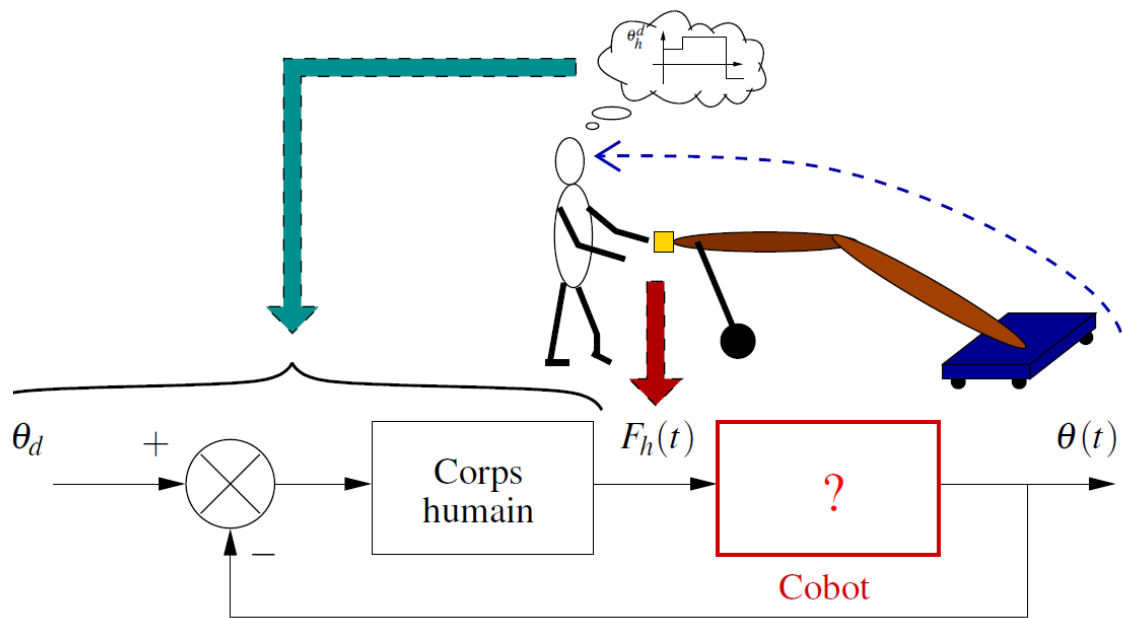 θ_h^d
θ_d
+
−
Corps
humain
F_h(t)
?
Cobot
θ(t)